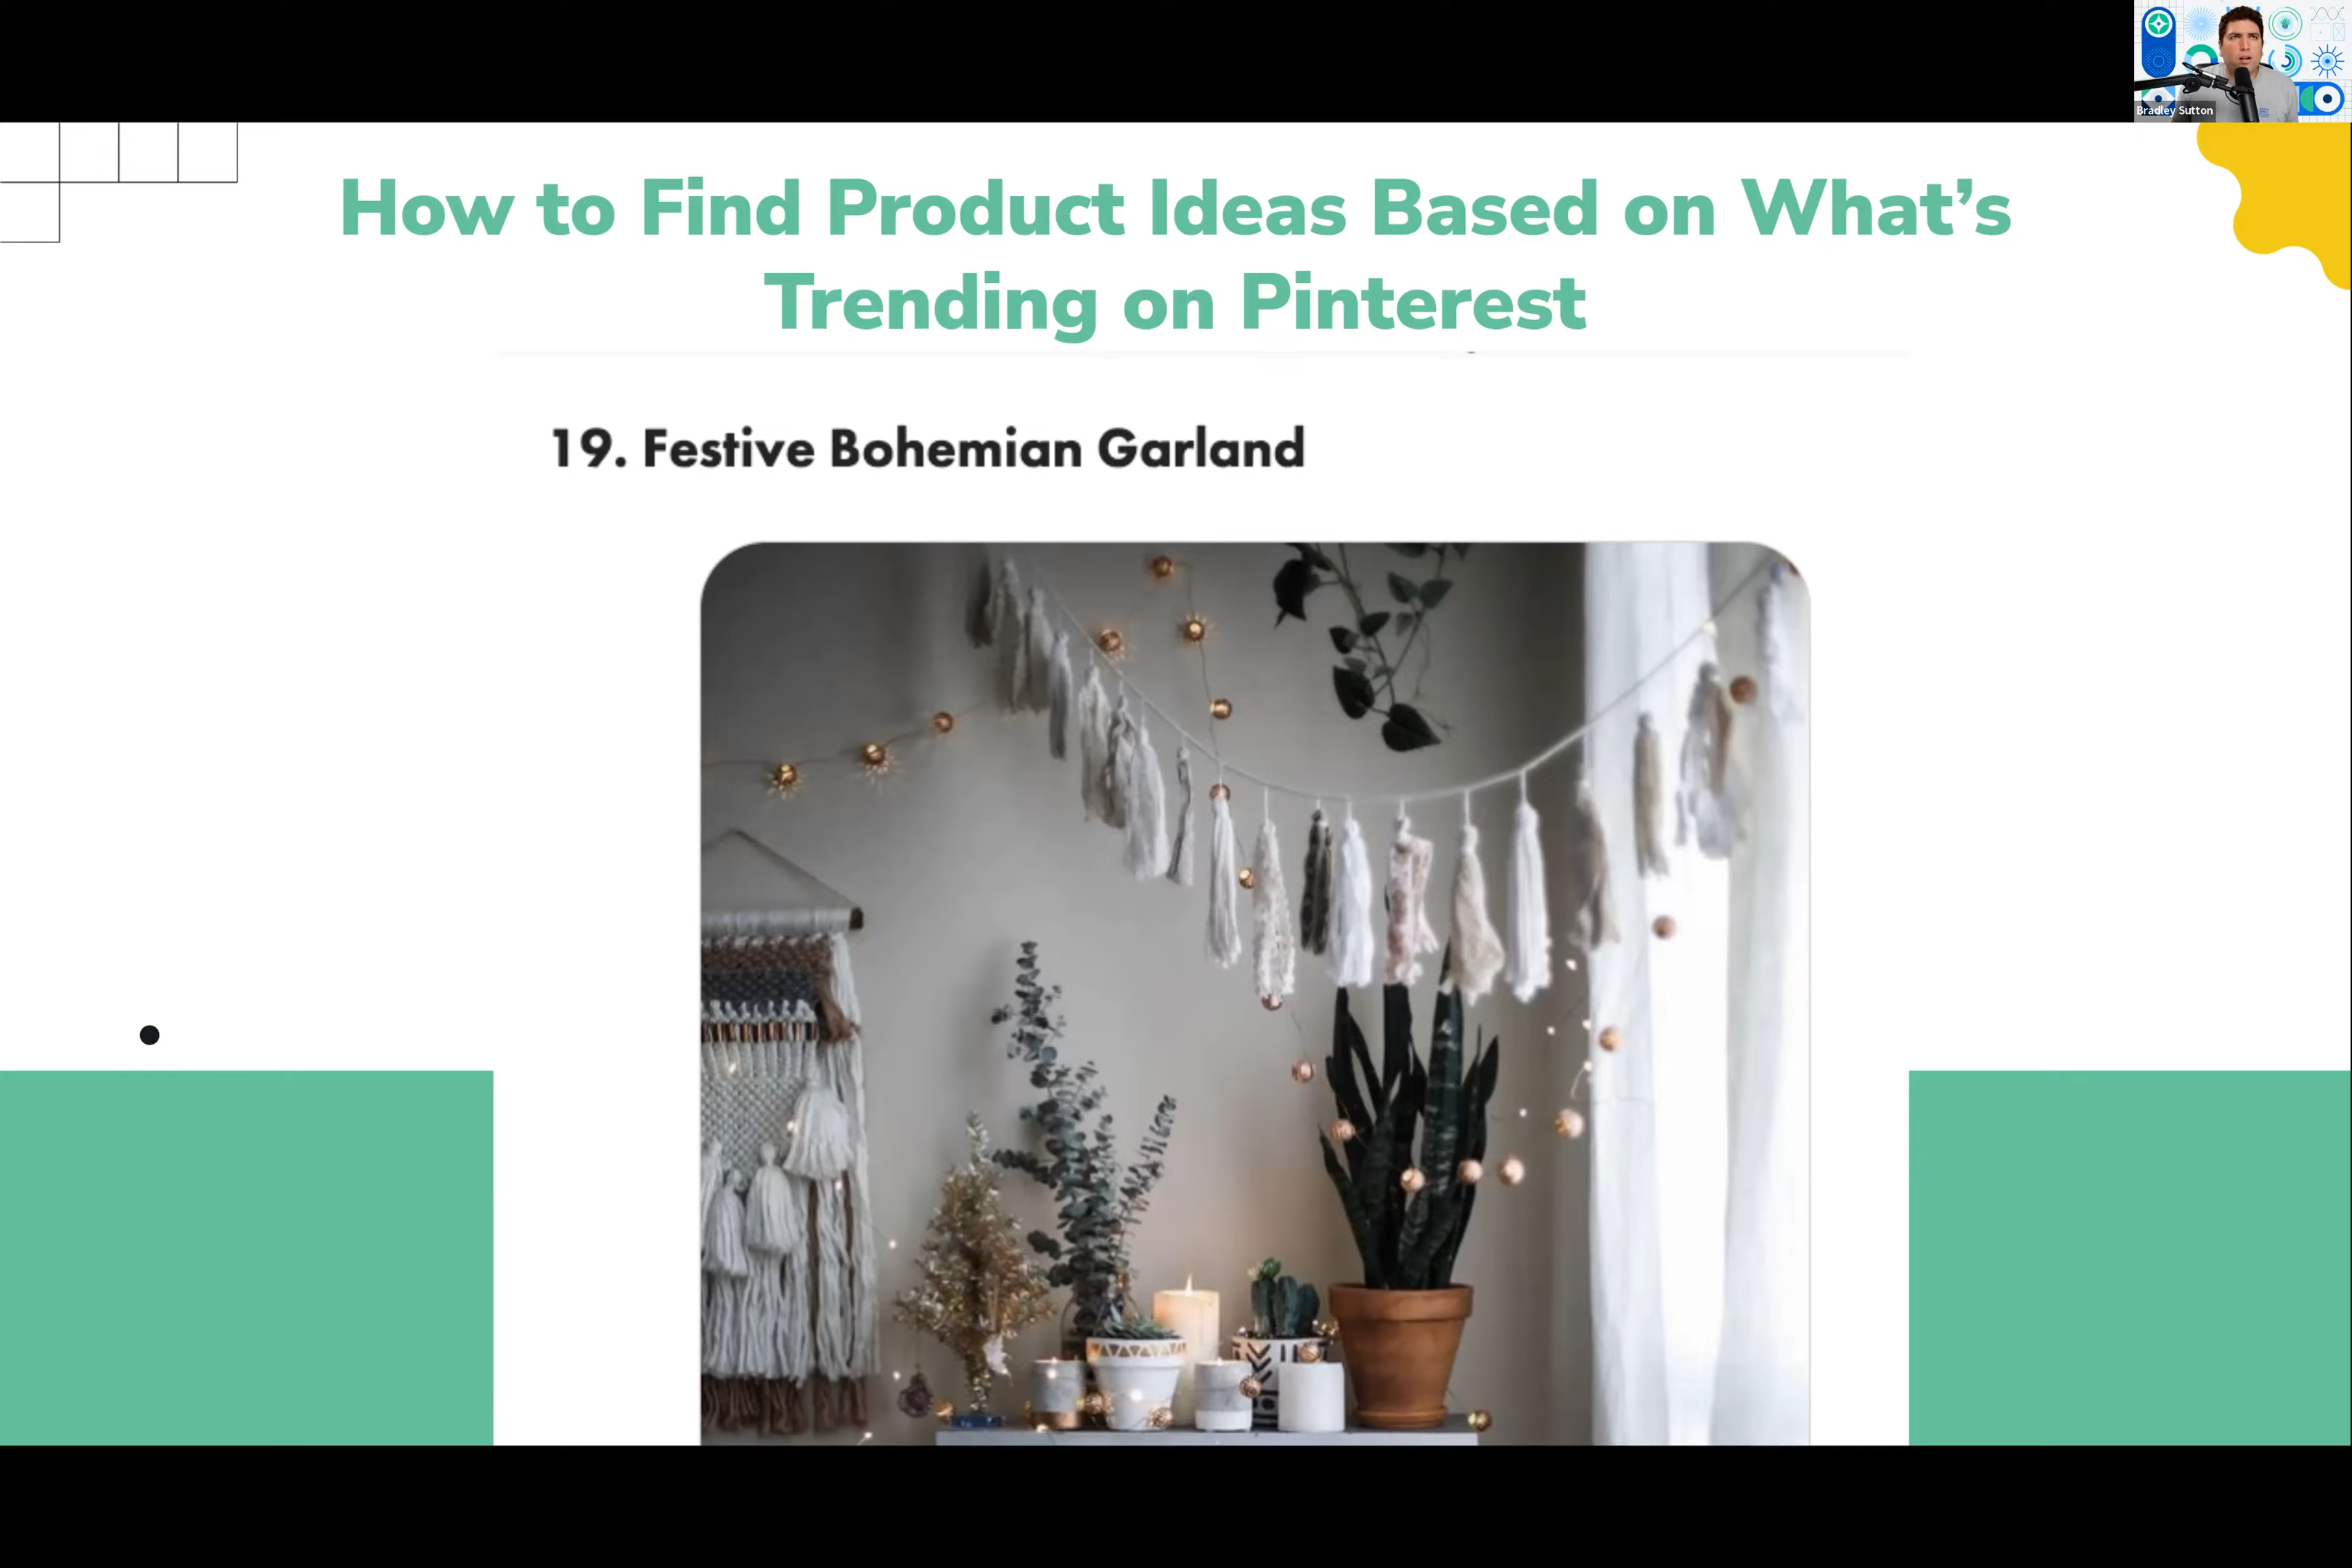 Bradley Sutton
How to Find Product Ideas Based on What’s
Trending on Pinterest
19. Festive Bohemian Garland